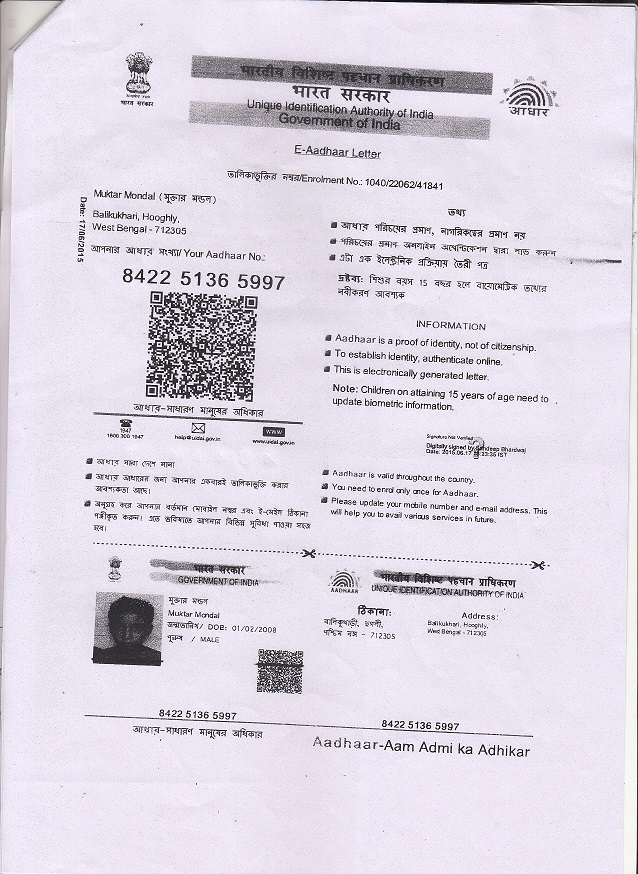 भारतीय विशिष्ट पहचान प्राधिकरण
भारत सरकार
Unique Identification Authority of India
Government of India
भारत सरकार
आधार
E-Aadhaar Letter
তালিকাভুক্তির নম্বর/Enrolment No.: 1040/22062/41841
Date: 17/06/2015
Muktar Mondal (মুক্তার মন্ডল)
Balikukhari, Hooghly,
West Bengal - 712305
আপনার আধার সংখ্যা/ Your Aadhaar No.:
8422 5136 5997
আধার-সাধারণ মানুষের অধিকার
1947
1800 300 1947
help@uidai.gov.in
www
www.uidai.gov.in
তথ্য
আধার পরিচয়ের প্রমাণ, নাগরিকত্বের প্রমাণ নয়
পরিচয়ের প্রমাণ অনলাইন অথেন্টিকেশন দ্বারা লাভ করুন
এটা এক ইলেক্ট্রনিক প্রক্রিয়ায় তৈরী পত্র
দ্রষ্টব্য: শিশুর বয়স 15 বছর হলে বায়োমেট্রিক তথ্যের
নবীকরণ আবশ্যক
INFORMATION
Aadhaar is a proof of identity, not of citizenship.
To establish identity, authenticate online.
This is electronically generated letter.
Note: Children on attaining 15 years of age need to
update biometric information.
Signature Not Verified
Digitally signed by Sandeep Bhardwaj
Date: 2015.06.17 IST
আধার সারা দেশে মান্য
আধার আধারের জন্য আপনার একবারই তালিকাভুক্তি করার
আবশ্যকতা আছে।
অনুগ্রহ করে আপনার বর্তমান মোবাইল নম্বর এবং ই-মেইল ঠিকানা
পঞ্জীকৃত করুন। এতে ভবিষ্যতে আপনার বিভিন্ন সুবিধা পাওয়া সহজ
হবে।
Aadhaar is valid throughout the country.
You need to enrol only once for Aadhaar.
Please update your mobile number and e-mail address. This
will help you to avail various services in future.
भारत सरकार
GOVERNMENT OF INDIA
মুক্তার মন্ডল
Muktar Mondal
জন্মতারিখ/ DOB: 01/02/2008
পুরুষ / MALE
8422 5136 5997
আধার-সাধারণ মানুষের অধিকার
AADHAAR
भारतीय विशिष्ट पहचान प्राधिकरण
UNIQUE IDENTIFICATION AUTHORITY OF INDIA
ঠিকানা:
বালিকুখাড়ী, হুগলী,
পশ্চিম বঙ্গ - 712305
Address:
Balikukhari, Hooghly,
West Bengal - 712305
8422 5136 5997
Aadhaar-Aam Admi ka Adhikar